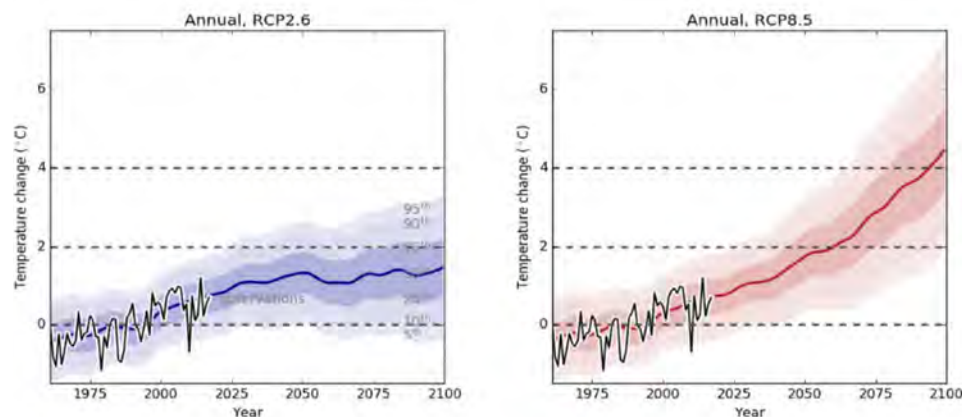 Annual, RCP2.6
Temperature change (°C)
6
4
2
0
95th
90th
10th
5th
1975
2000
2025
2050
2075
2100
Year
Annual, RCP8.5
Temperature change (°C)
6
4
2
0
1975
2000
2025
2050
2075
2100
Year